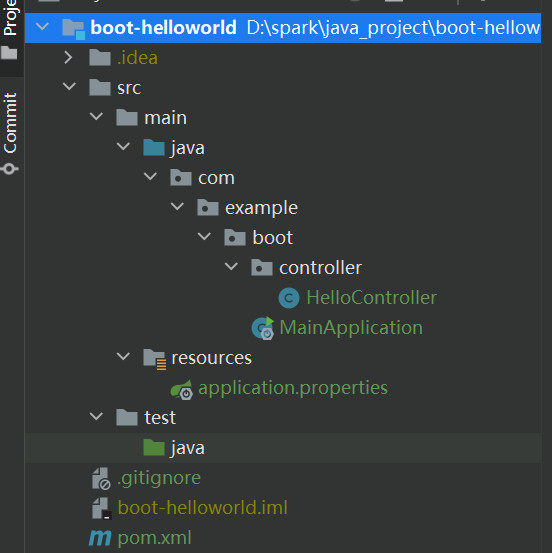 boot-helloworld D:\spark\java_project\boot-hellow
.idea
src
main
java
com
example
boot
controller
HelloController
MainApplication
resources
application.properties
test
java
.gitignore
boot-helloworld.iml
pom.xml
Commit